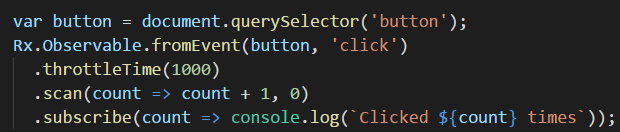 var button = document.querySelector('button');
Rx.Observable.fromEvent(button, 'click')
  .throttleTime(1000)
  .scan(count => count + 1, 0)
  .subscribe(count => console.log(`Clicked ${count} times`));